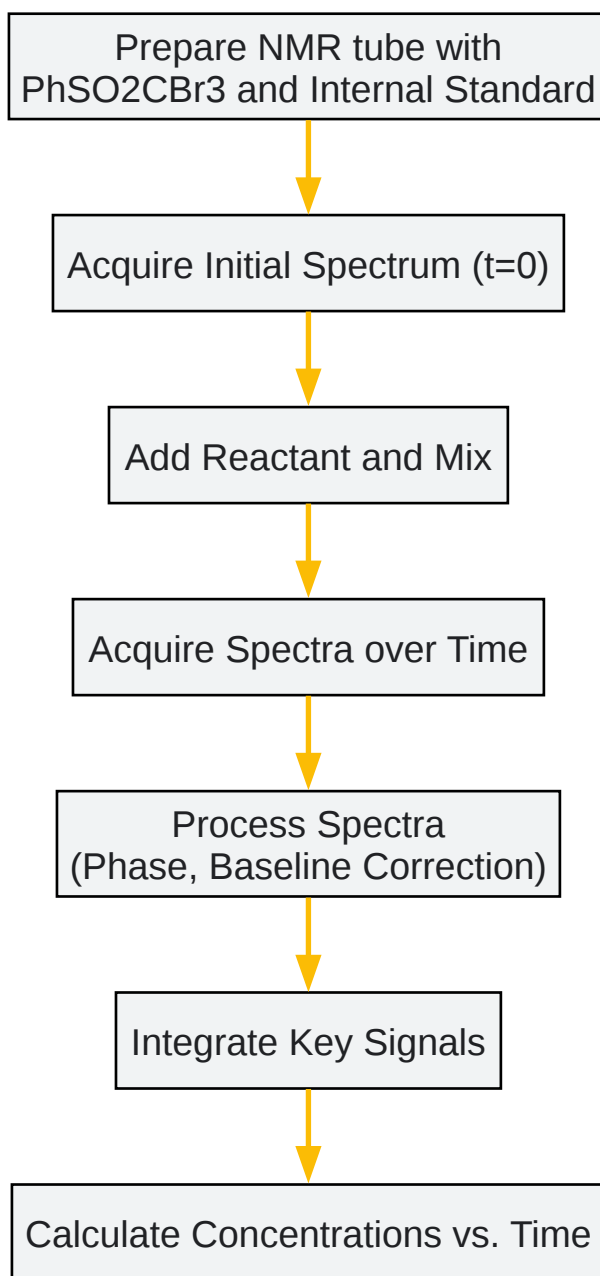 Prepare NMR tube with
PhSO2CBr3 and Internal Standard
Acquire Initial Spectrum (t=0)
Add Reactant and Mix
Acquire Spectra over Time
Process Spectra
(Phase, Baseline Correction)
Integrate Key Signals
Calculate Concentrations vs. Time